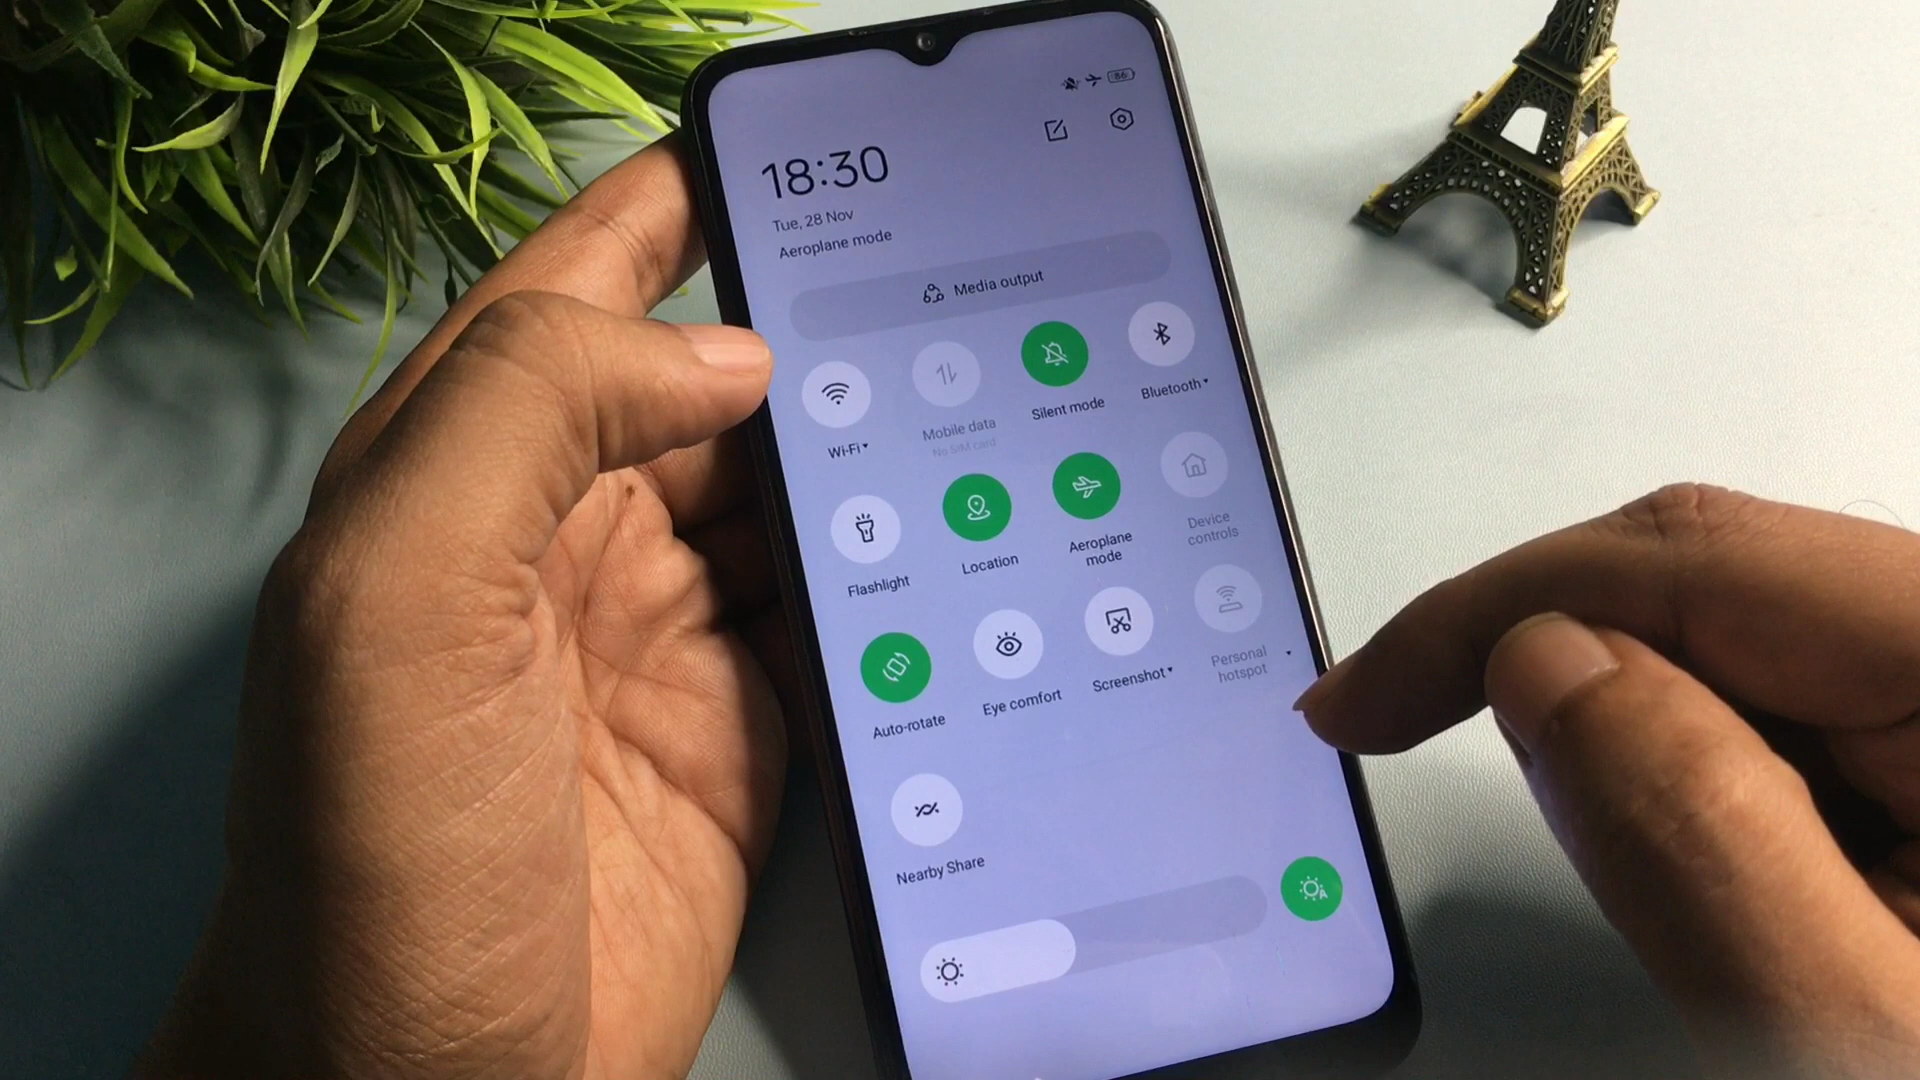 86
18:30
Tue, 28 Nov
Aeroplane mode
Media output
Wi-Fi
Mobile data
No SIM card
Silent mode
Bluetooth
Flashlight
Location
Aeroplane
mode
Device
controls
Auto-rotate
Eye comfort
Screenshot
Personal
hotspot
Nearby Share
A